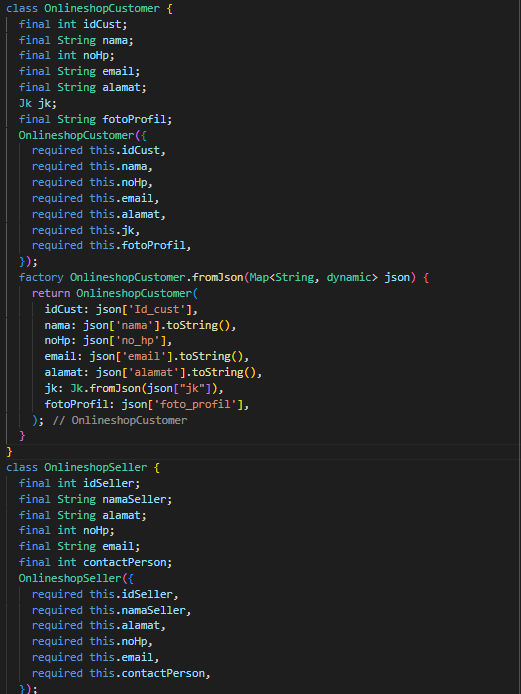 class OnlineshopCustomer {
  final int idCust;
  final String nama;
  final int noHp;
  final String email;
  final String alamat;
  Jk jk;
  final String fotoProfil;
  OnlineshopCustomer({
    required this.idCust,
    required this.nama,
    required this.noHp,
    required this.email,
    required this.alamat,
    required this.jk,
    required this.fotoProfil,
  });
  factory OnlineshopCustomer.fromJson(Map<String, dynamic> json) {
    return OnlineshopCustomer(
      idCust: json['Id_cust'],
      nama: json['nama'].toString(),
      noHp: json['no_hp'],
      email: json['email'].toString(),
      alamat: json['alamat'].toString(),
      jk: Jk.fromJson(json["jk"]),
      fotoProfil: json['foto_profil'],
    ); // OnlineshopCustomer
  }
}
class OnlineshopSeller {
  final int idSeller;
  final String namaSeller;
  final String alamat;
  final int noHp;
  final String email;
  final int contactPerson;
  OnlineshopSeller({
    required this.idSeller,
    required this.namaSeller,
    required this.alamat,
    required this.noHp,
    required this.email,
    required this.contactPerson,
  });